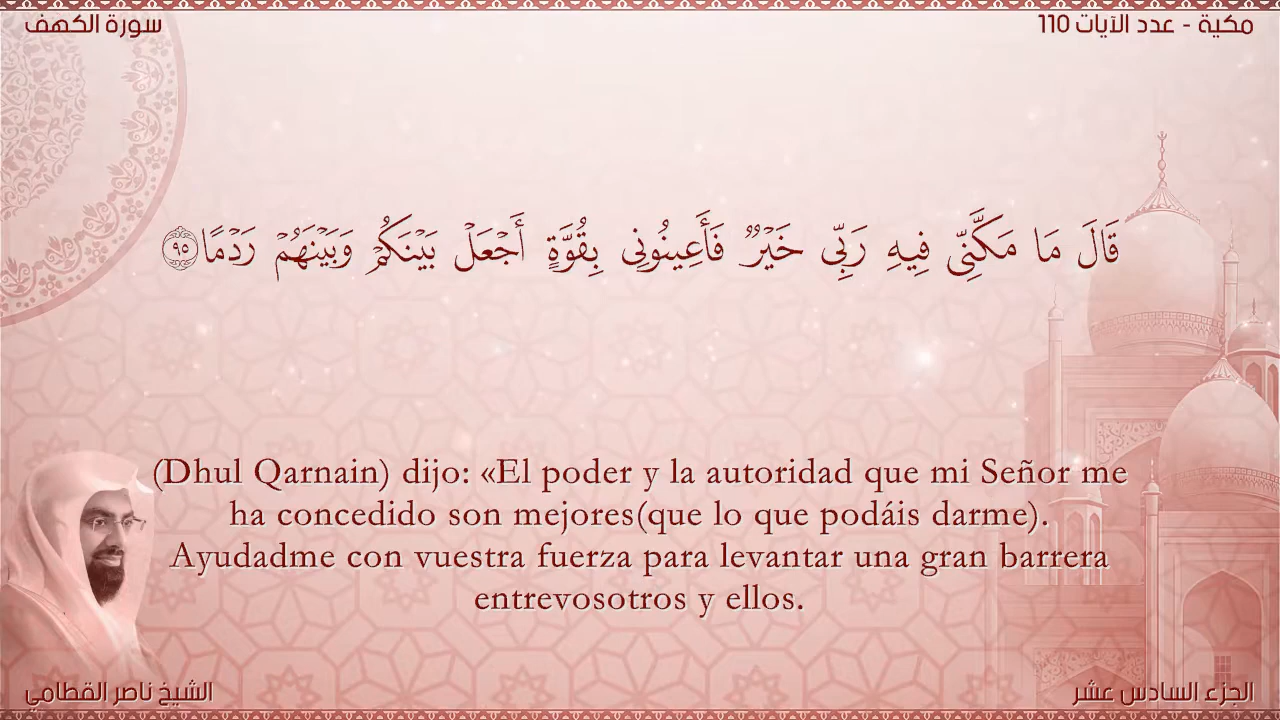 سورة الكهف
مكية - عدد الآيات 110
قَالَ مَا مَكَّنِّى فِيهِ رَبِّى خَيْرٌ فَأَعِينُونِى بِقُوَّةٍ أَجْعَلْ بَيْنَكُمْ وَبَيْنَهُمْ رَدْمًا ٩٥
(Dhul Qarnain) dijo: «El poder y la autoridad que mi Señor me
ha concedido son mejores(que lo que podáis darme).
Ayudadme con vuestra fuerza para levantar una gran barrera
entrevosotros y ellos.
الشيخ ناصر القطامي
الجزء السادس عشر